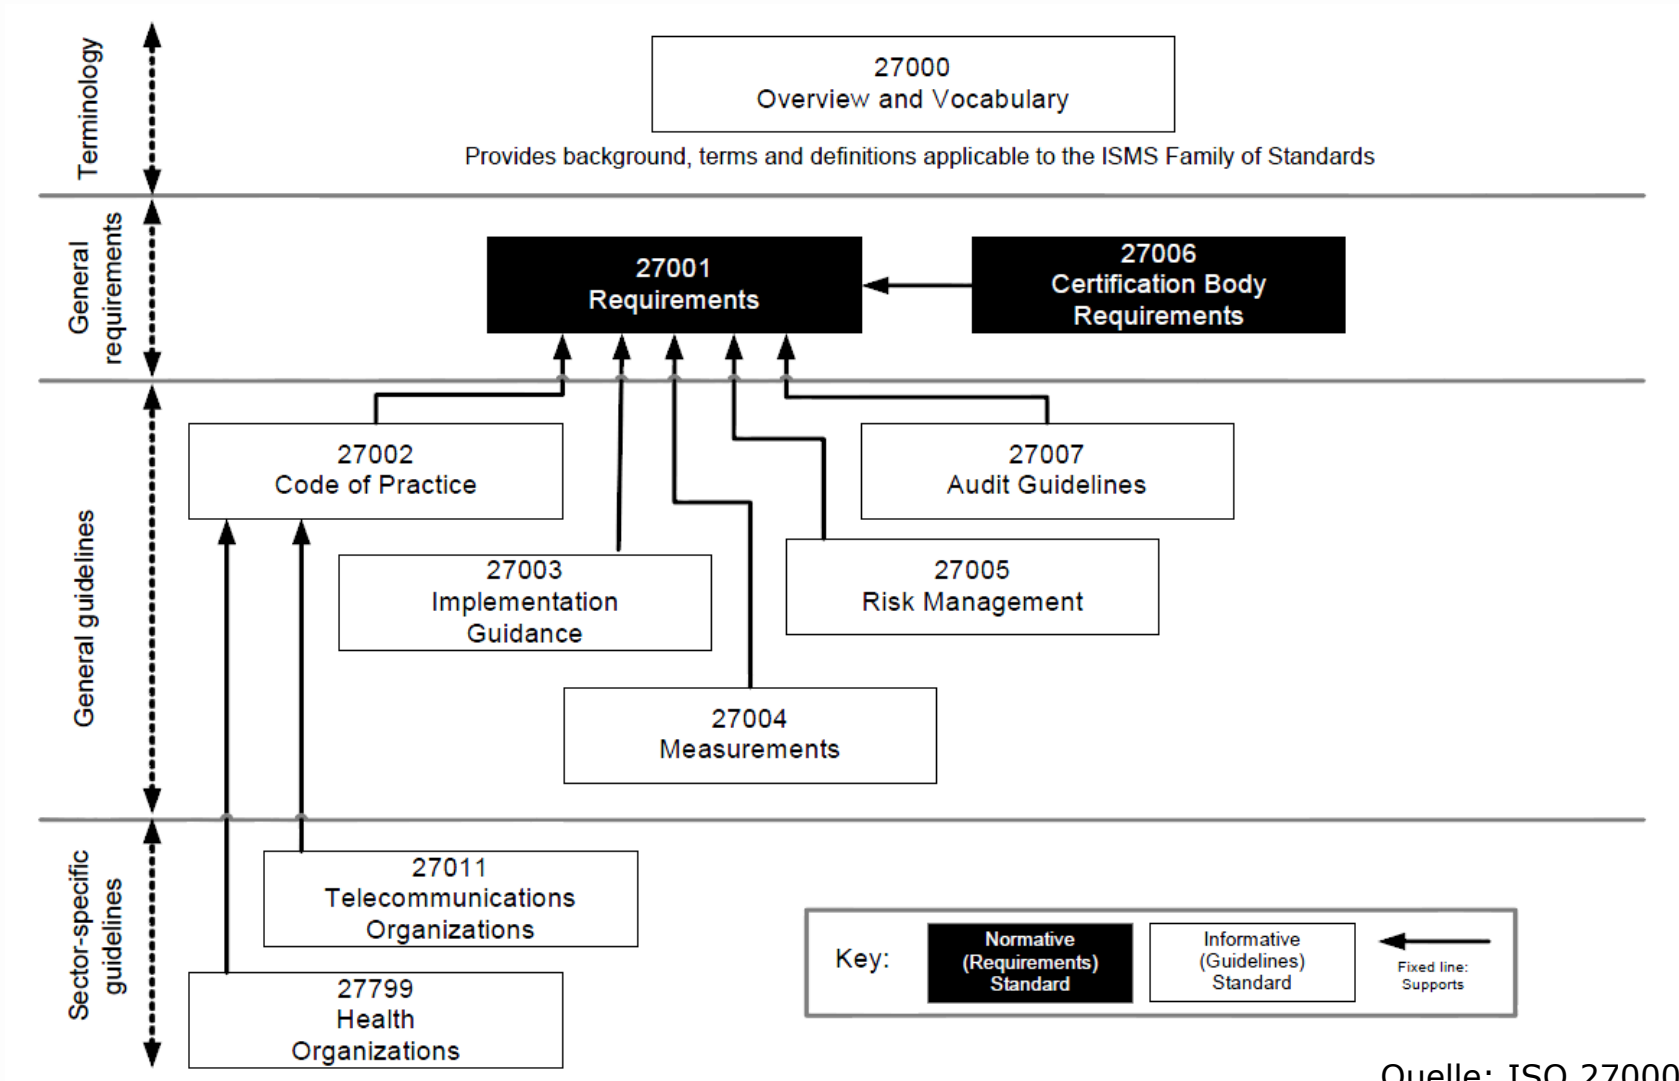 Terminology
27000
Overview and Vocabulary
Provides background, terms and definitions applicable to the ISMS Family of Standards
General
requirements
27001
Requirements
27006
Certification Body
Requirements
General guidelines
27002
Code of Practice
27007
Audit Guidelines
27003
Implementation
Guidance
27005
Risk Management
27004
Measurements
Sector-specific
guidelines
27011
Telecommunications
Organizations
27799
Health
Organizations
Key:
Normative
(Requirements)
Standard
Informative
(Guidelines)
Standard
Fixed line:
Supports
Quelle: ISO 27000